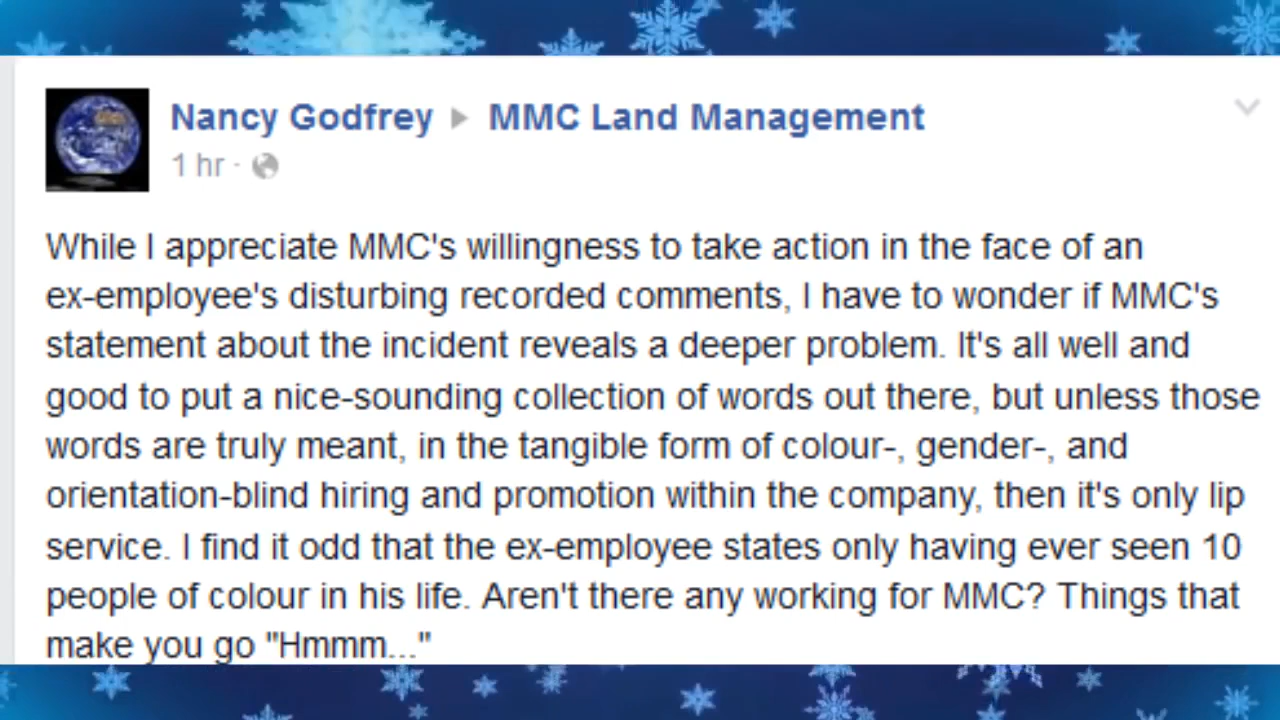 Nancy Godfrey ▸ MMC Land Management
1 hr ·
While I appreciate MMC's willingness to take action in the face of an
ex-employee's disturbing recorded comments, I have to wonder if MMC's
statement about the incident reveals a deeper problem. It's all well and
good to put a nice-sounding collection of words out there, but unless those
words are truly meant, in the tangible form of colour-, gender-, and
orientation-blind hiring and promotion within the company, then it's only lip
service. I find it odd that the ex-employee states only having ever seen 10
people of colour in his life. Aren't there any working for MMC? Things that
make you go "Hmmm..."